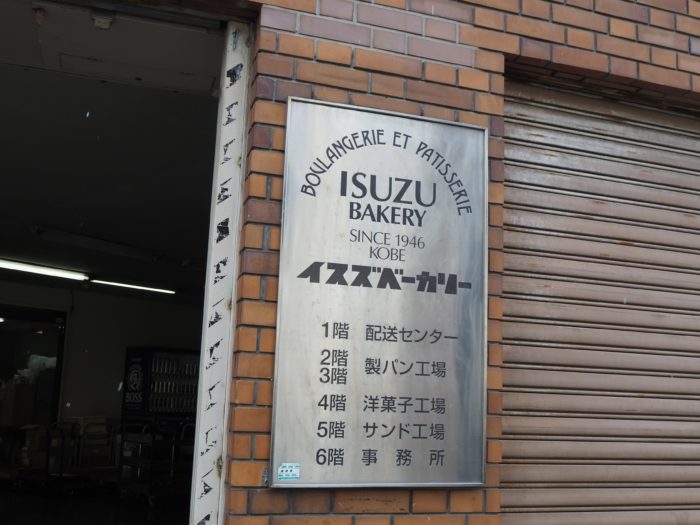 BOULANGERIE ET PATISSERIE
ISUZU
BAKERY
SINCE 1946
KOBE
イスズベーカリー
1階 配送センター
2階
3階 製パン工場
4階 洋菓子工場
5階 サンド工場
6階 事務所
BOSS